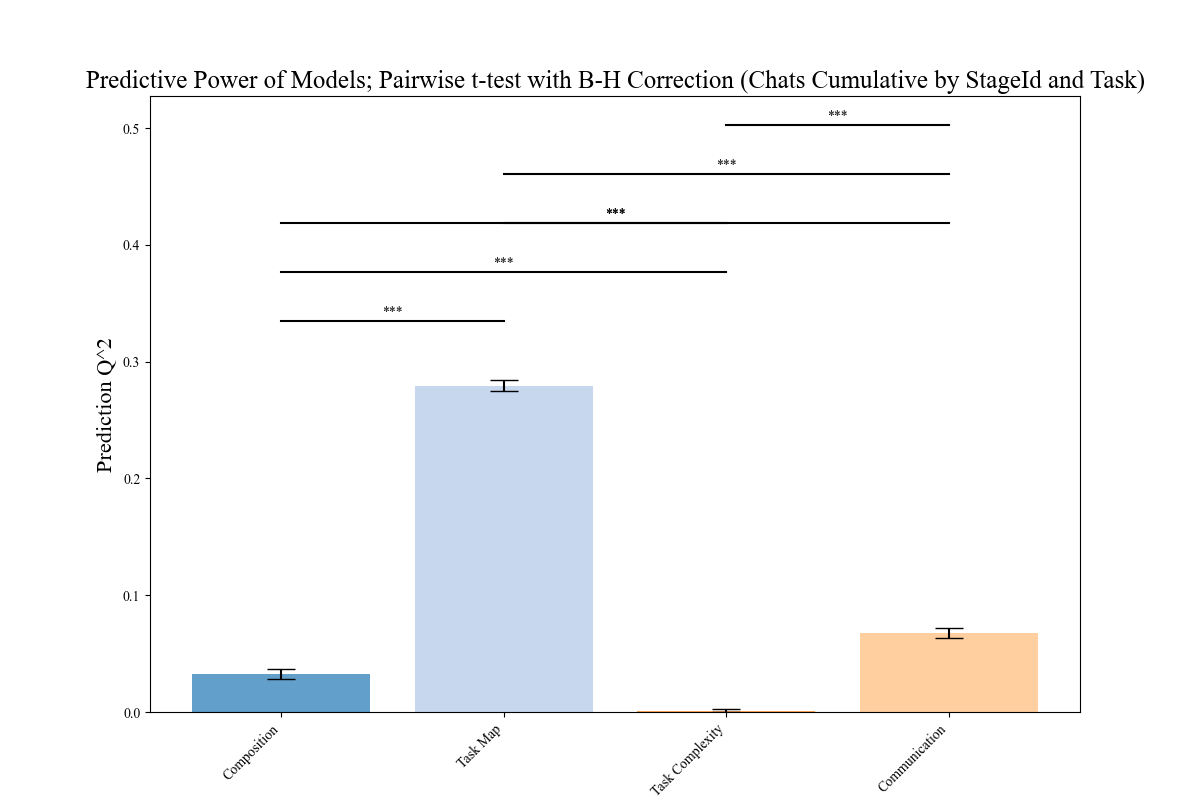 Predictive Power of Models; Pairwise t-test with B-H Correction (Chats Cumulative by StageId and Task)
***
***
***
***
***
0.5
0.4
0.3
0.2
0.1
0.0
Prediction Q^2
Composition
Task Map
Task Complexity
Communication